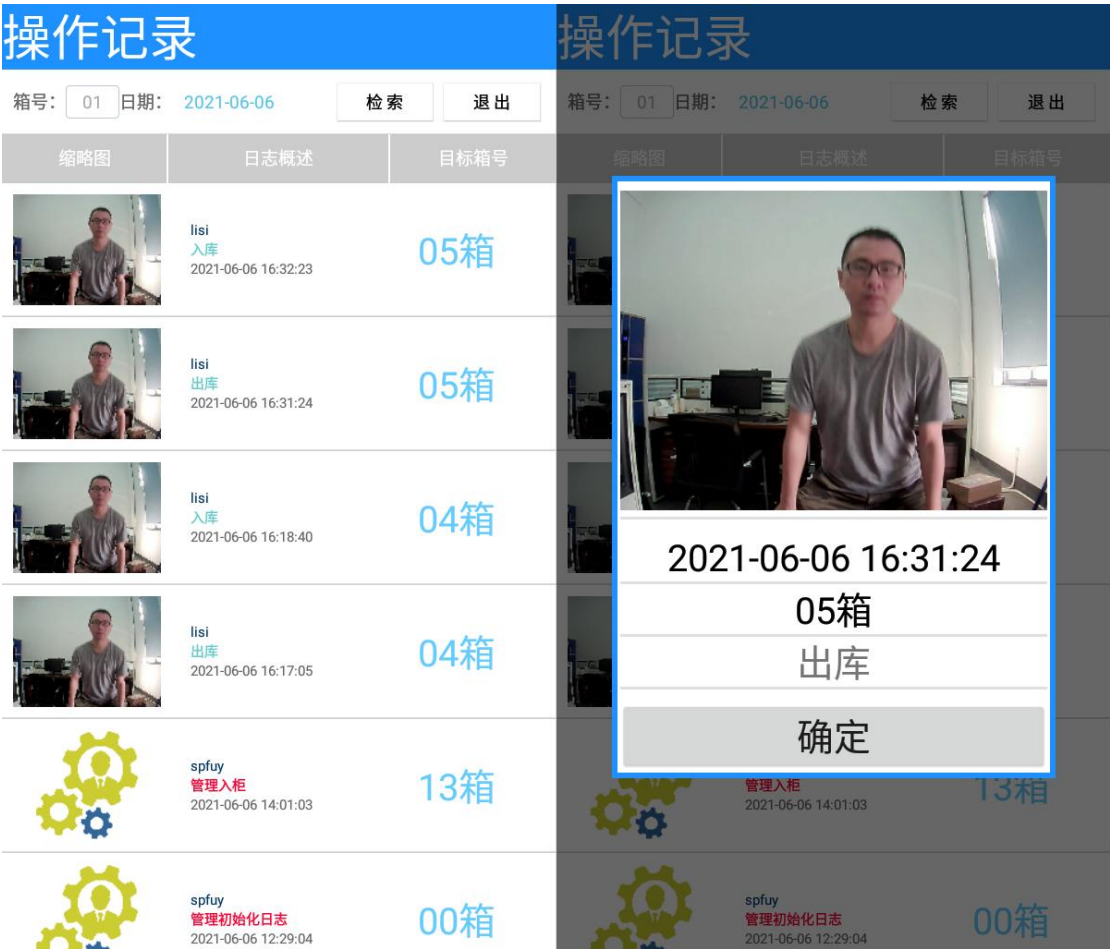 操作记录
箱号： 01 日期： 2021-06-06 检索 退出
缩略图 日志概述 目标箱号
lisi
入库
2021-06-06 16:32:23
05箱
lisi
出库
2021-06-06 16:31:24
05箱
lisi
入库
2021-06-06 16:18:40
04箱
lisi
出库
2021-06-06 16:17:05
04箱
spfuy
管理入柜
2021-06-06 14:01:03
13箱
spfuy
管理初始化日志
2021-06-06 12:29:04
00箱
操作记录
箱号： 01 日期： 2021-06-06 检索 退出
缩略图 日志概述 目标箱号
2021-06-06 16:31:24
05箱
出库
确定
管理入柜
2021-06-06 14:01:03
13箱
spfuy
管理初始化日志
2021-06-06 12:29:04
00箱